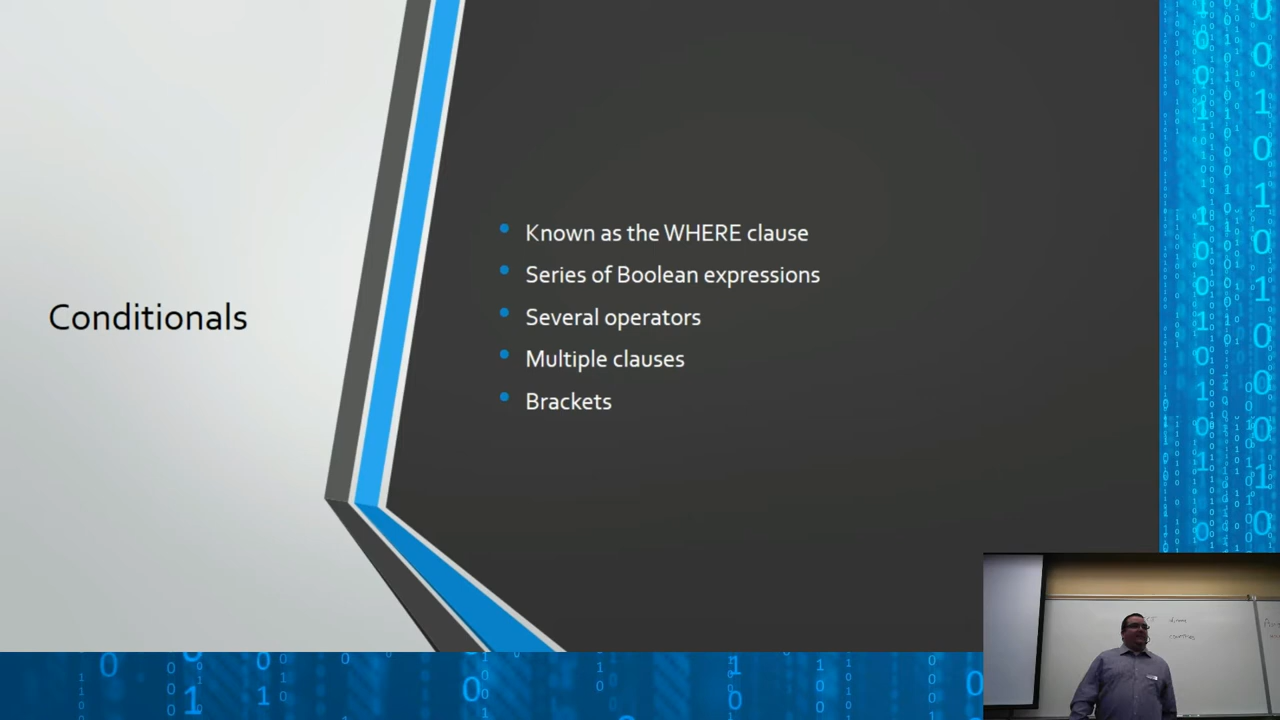 Conditionals
Known as the WHERE clause
Series of Boolean expressions
Several operators
Multiple clauses
Brackets